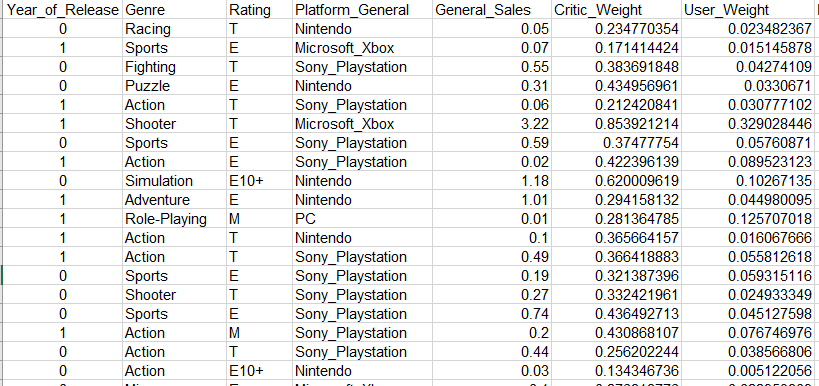 Year_of_Release Genre Rating Platform_General General_Sales Critic_Weight User_Weight
0 Racing T Nintendo 0.05 0.234770354 0.023482367
1 Sports E Microsoft_Xbox 0.07 0.171414424 0.015145878
0 Fighting T Sony_Playstation 0.55 0.383691848 0.04274109
0 Puzzle E Nintendo 0.31 0.434956961 0.0330671
1 Action T Sony_Playstation 0.06 0.212420841 0.030777102
1 Shooter T Microsoft_Xbox 3.22 0.853921214 0.329028446
0 Sports E Sony_Playstation 0.59 0.37477754 0.05760871
1 Action E Sony_Playstation 0.02 0.422396139 0.089523123
0 Simulation E10+ Nintendo 1.18 0.620009619 0.10267135
1 Adventure E Nintendo 1.01 0.294158132 0.044980095
1 Role-Playing M PC 0.01 0.281364785 0.125707018
1 Action T Nintendo 0.1 0.365664157 0.016067666
1 Action T Sony_Playstation 0.49 0.366418883 0.055812618
0 Sports E Sony_Playstation 0.19 0.321387396 0.059315116
0 Shooter T Sony_Playstation 0.27 0.332421961 0.024933349
0 Sports E Sony_Playstation 0.74 0.436492713 0.045127598
1 Action M Sony_Playstation 0.2 0.430868107 0.076746976
0 Action T Sony_Playstation 0.44 0.256202244 0.038566806
0 Action E10+ Nintendo 0.03 0.134346736 0.005122056